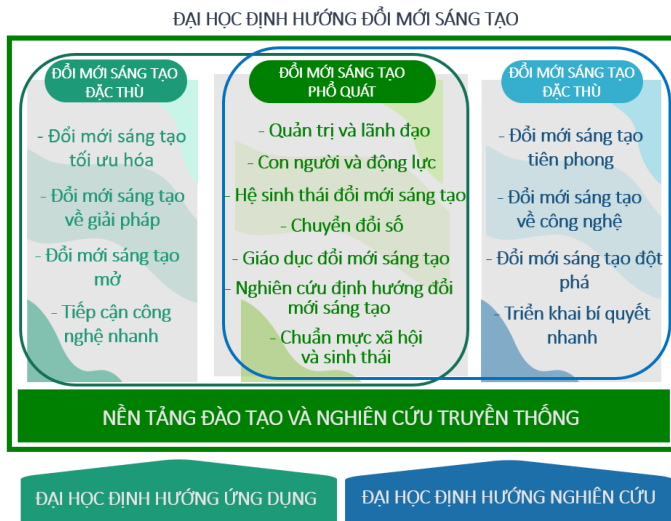 ĐẠI HỌC ĐỊNH HƯỚNG ĐỔI MỚI SÁNG TẠO
ĐỔI MỚI SÁNG TẠO
ĐẶC THÙ
- Đổi mới sáng tạo
tối ưu hóa
- Đổi mới sáng tạo
về giải pháp
- Đổi mới sáng tạo
mở
- Tiếp cận công
nghệ nhanh
ĐỔI MỚI SÁNG TẠO
PHỔ QUÁT
- Quản trị và lãnh đạo
- Con người và động lực
- Hệ sinh thái đổi mới sáng tạo
- Chuyển đổi số
- Giáo dục đổi mới sáng tạo
- Nghiên cứu định hướng đổi
mới sáng tạo
- Chuẩn mực xã hội
và sinh thái
ĐỔI MỚI SÁNG TẠO
ĐẶC THÙ
- Đổi mới sáng tạo
tiên phong
- Đổi mới sáng tạo
về công nghệ
- Đổi mới sáng tạo đột
phá
- Triển khai bí quyết
nhanh
NỀN TẢNG ĐÀO TẠO VÀ NGHIÊN CỨU TRUYỀN THỐNG
ĐẠI HỌC ĐỊNH HƯỚNG ỨNG DỤNG
ĐẠI HỌC ĐỊNH HƯỚNG NGHIÊN CỨU